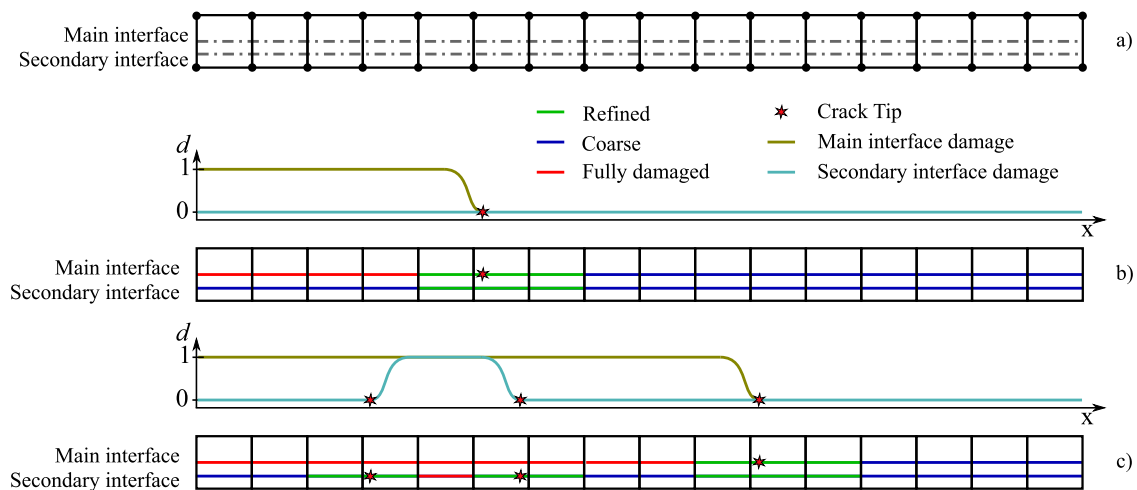 Main interface
Secondary interface
a)
Refined
Coarse
Fully damaged
Crack Tip
Main interface damage
Secondary interface damage
d
1
0
x
Main interface
Secondary interface
b)
d
1
0
x
Main interface
Secondary interface
c)